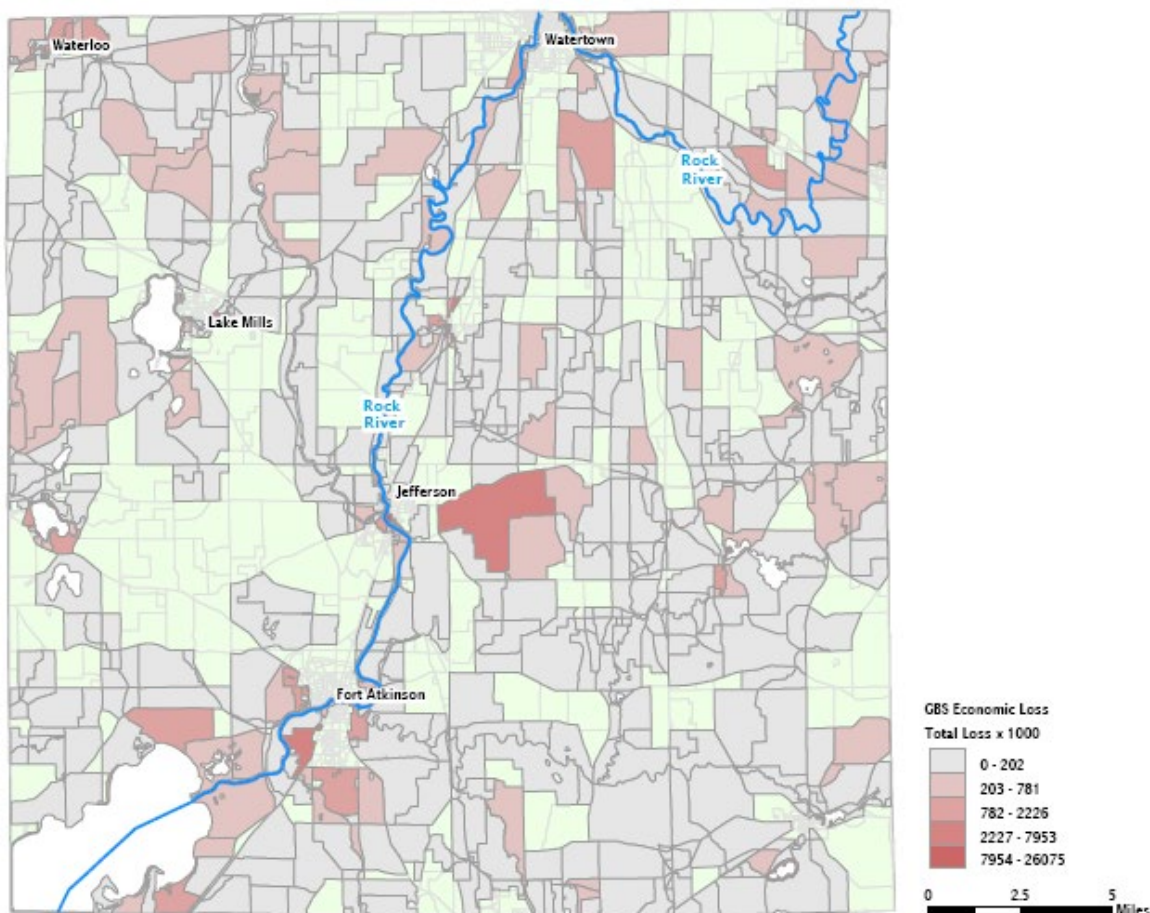 Waterloo
Watertown
Rock
River
Lake Mills
Rock
River
Jefferson
Fort Atkinson
GBS Economic Loss
Total Loss x 1000
0 - 202
203 - 781
782 - 2226
2227 - 7953
7954 - 26075
0 2.5 5
Miles